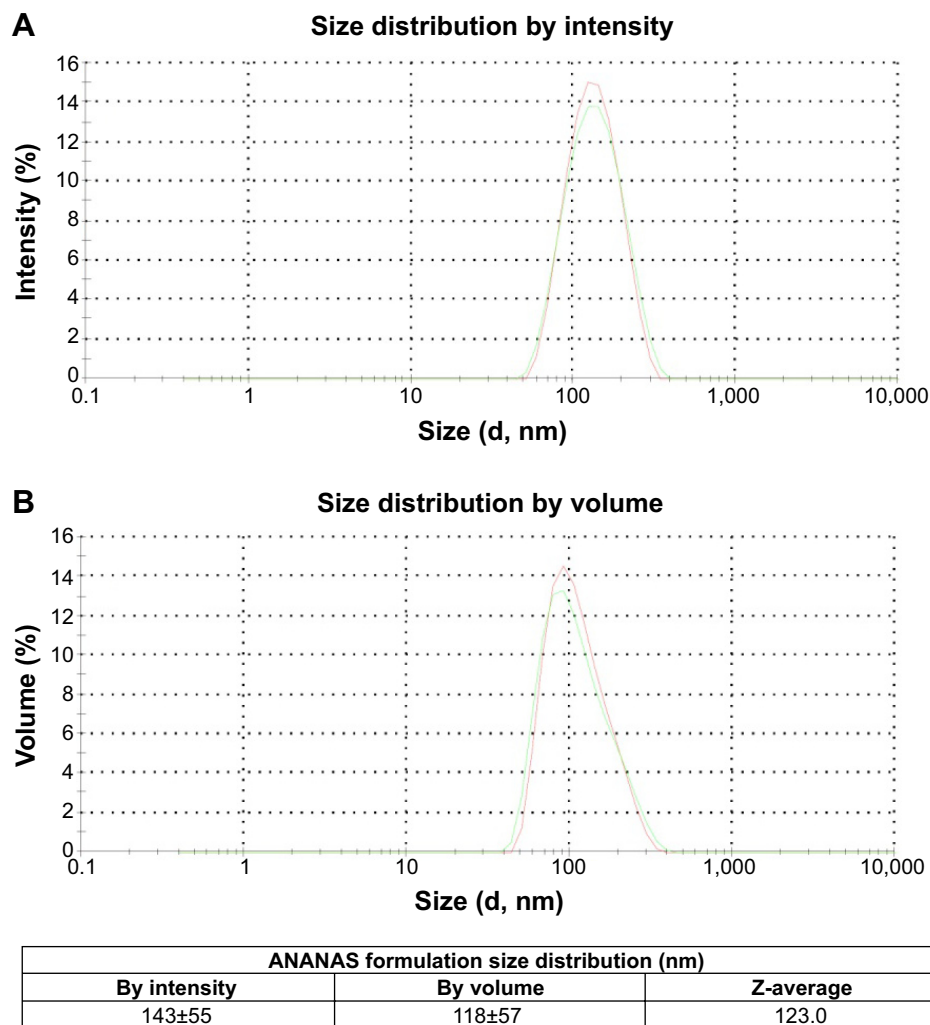 A
Size distribution by intensity
16
14
12
10
8
6
4
2
0
Intensity (%)
0.1 1 10 100 1,000 10,000
Size (d, nm)
B
Size distribution by volume
16
14
12
10
8
6
4
2
0
Volume (%)
0.1 1 10 100 1,000 10,000
Size (d, nm)
ANANAS formulation size distribution (nm)
By intensity By volume Z-average
143±55 118±57 123.0